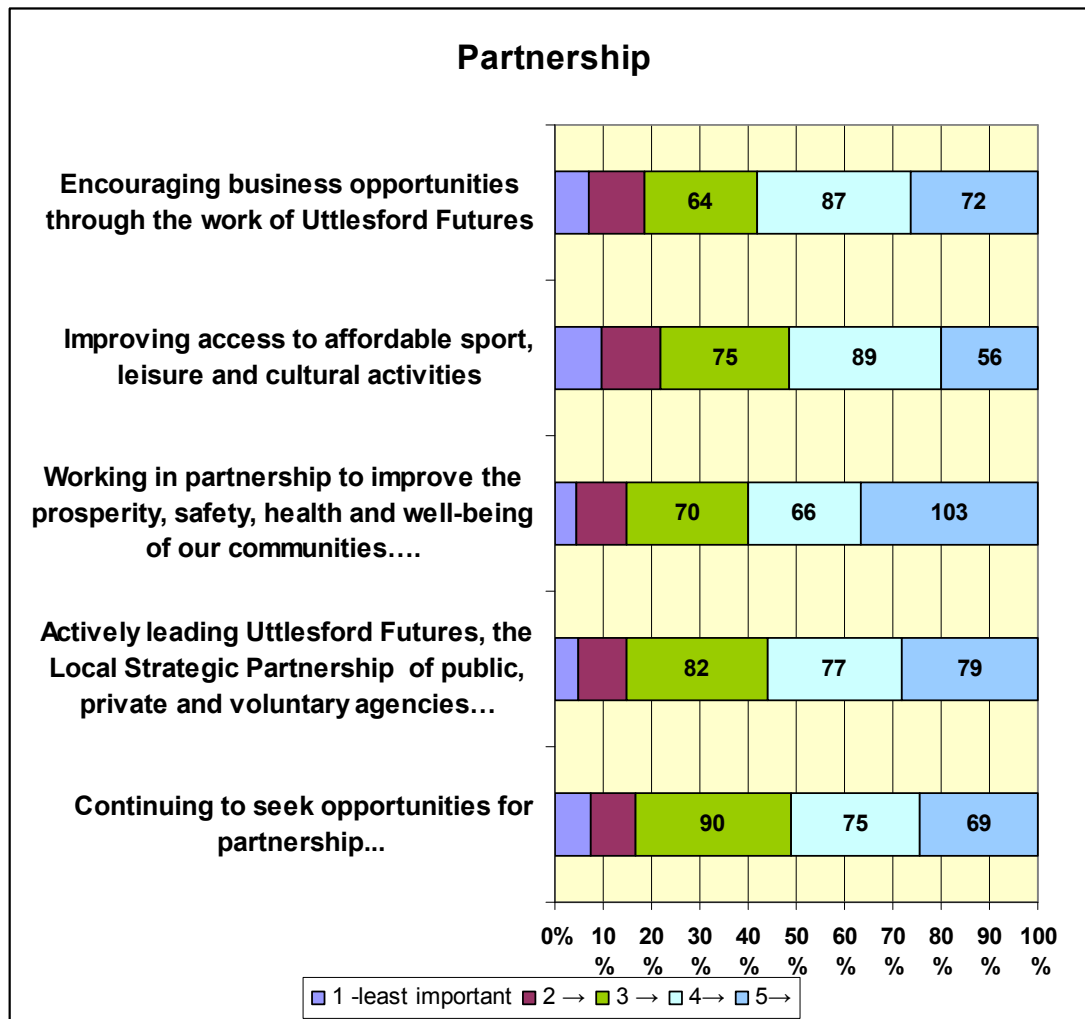 Partnership
Encouraging business opportunities
through the work of Uttlesford Futures
64 87 72
Improving access to affordable sport,
leisure and cultural activities
75 89 56
Working in partnership to improve the
prosperity, safety, health and well-being
of our communities….
70 66 103
Actively leading Uttlesford Futures, the
Local Strategic Partnership of public,
private and voluntary agencies…
82 77 79
Continuing to seek opportunities for
partnership...
90 75 69
0% 10 20 30 40 50 60 70 80 90 100
% % % % % % % % % %
1 -least important 2 → 3 → 4→ 5→